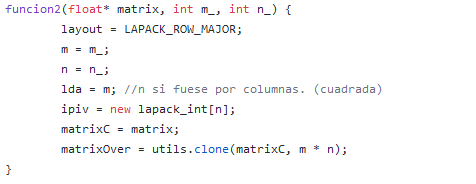 funcion2(float* matrix, int m_, int n_) {
layout = LAPACK_ROW_MAJOR;
m = m_;
n = n_;
lda = m; //n si fuese por columnas. (cuadrada)
ipiv = new lapack_int[n];
matrixC = matrix;
matrixOver = utils.clone(matrixC, m * n);
}